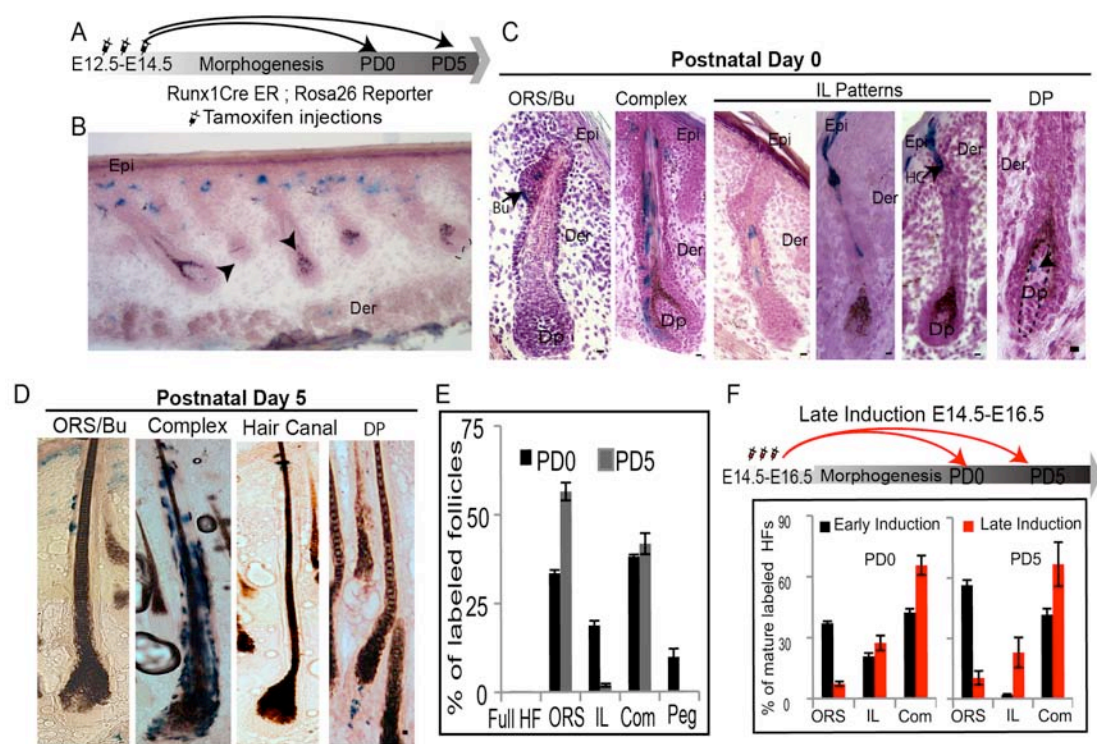 A
E12.5-E14.5 Morphogenesis PD0 PD5
Runx1Cre ER ; Rosa26 Reporter
Tamoxifen injections
B
Epi
Der
C
Postnatal Day 0
ORS/Bu Complex IL Patterns DP
Epi Epi Epi Epi Der Der
Bu HC
Der Der Der Der
Dp Dp Dp Dp
D
Postnatal Day 5
ORS/Bu Complex Hair Canal DP
E
75
50
25
0
% of labeled follicles
PD0 PD5
Full HF ORS IL Com Peg
F
Late Induction E14.5-E16.5
E14.5-E16.5 Morphogenesis PD0 PD5
90
60
30
0
% of mature labeled HFs
Early Induction Late Induction
PD0 PD5
ORS IL Com ORS IL Com